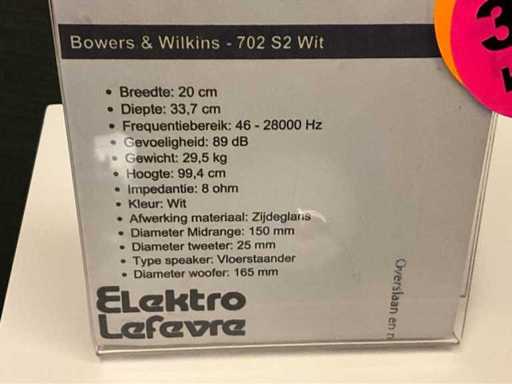 Bowers & Wilkins - 702 S2 Wit
• Breedte: 20 cm
• Diepte: 33,7 cm
• Frequentiebereik: 46 - 28000 Hz
• Gevoeligheid: 89 dB
• Gewicht: 29,5 kg
• Hoogte: 99,4 cm
• Impedantie: 8 ohm
• Kleur: Wit
• Afwerking materiaal: Zijdeglans
• Diameter Midrange: 150 mm
• Diameter tweeter: 25 mm
• Type speaker: Vloerstaander
• Diameter woofer: 165 mm
ELektro
Lefevre
Overslaan en
3